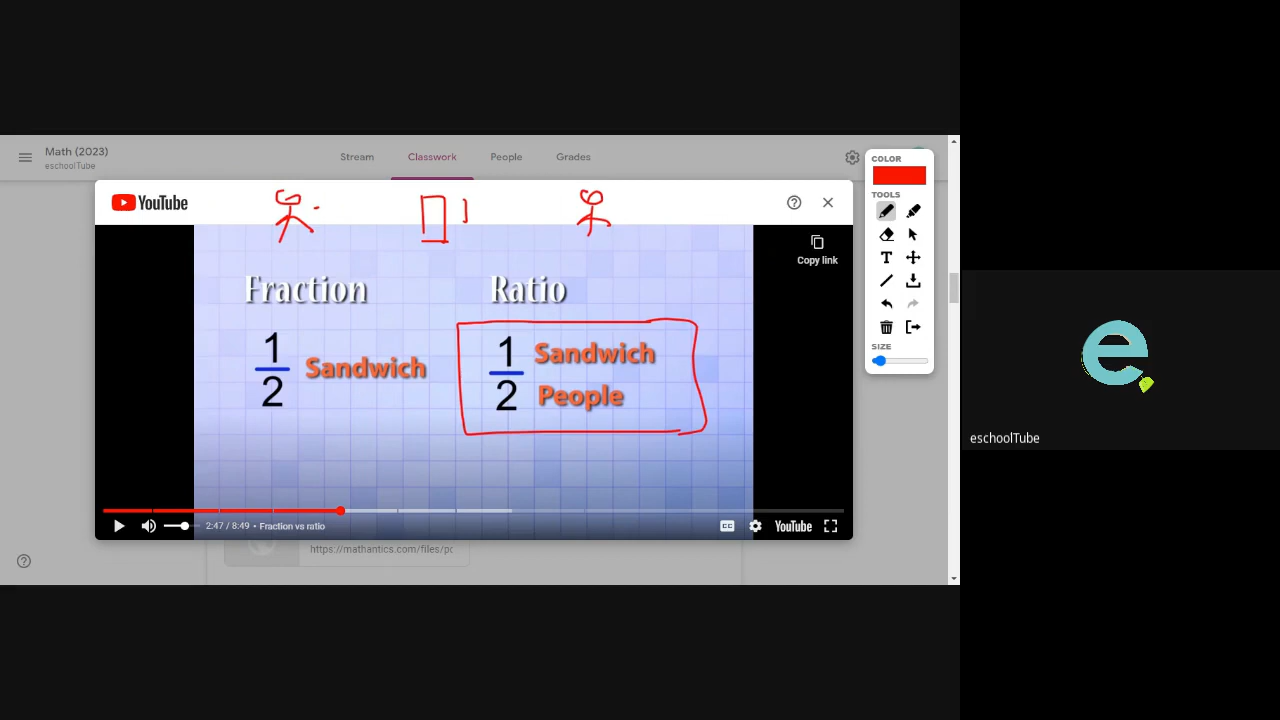 Math (2023)
eschoolTube
Stream Classwork People Grades
COLOR
TOOLS
T
SIZE
YouTube
Copy link
Fraction Ratio
1/2 Sandwich
1/2 Sandwich
People
2:47 / 8:49 • Fraction vs ratio
CC YouTube
https://mathantics.com/files/pc
e
eschoolTube